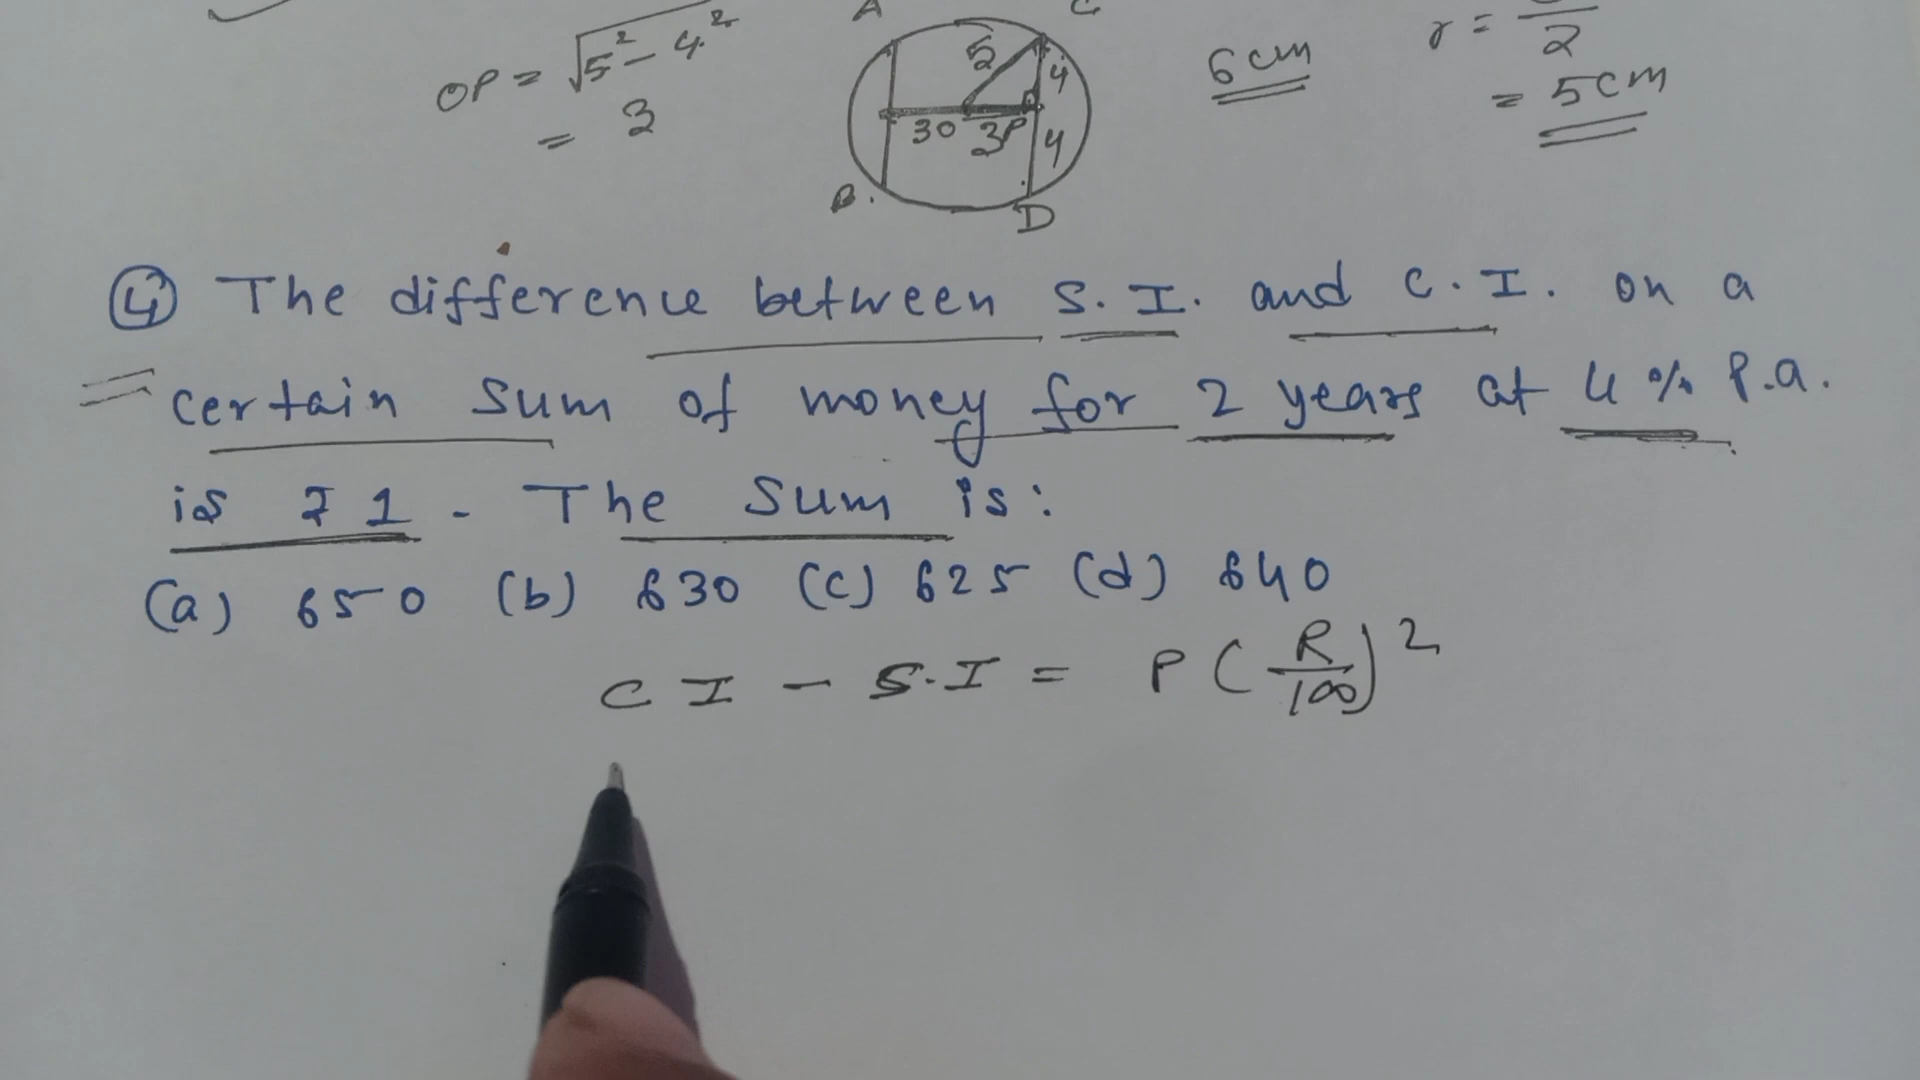 OP = √5² - 4²
= 3
A C
5 4
30 3P 4
B. D
6 cm
r = /2
= 5 cm
④ The difference between S.I. and C.I. on a
certain sum of money for 2 years at 4 % P.a.
is ₹ 1. The sum is:
(a) 650 (b) 630 (c) 625 (d) 640
C I - S.I = P (R/100)²